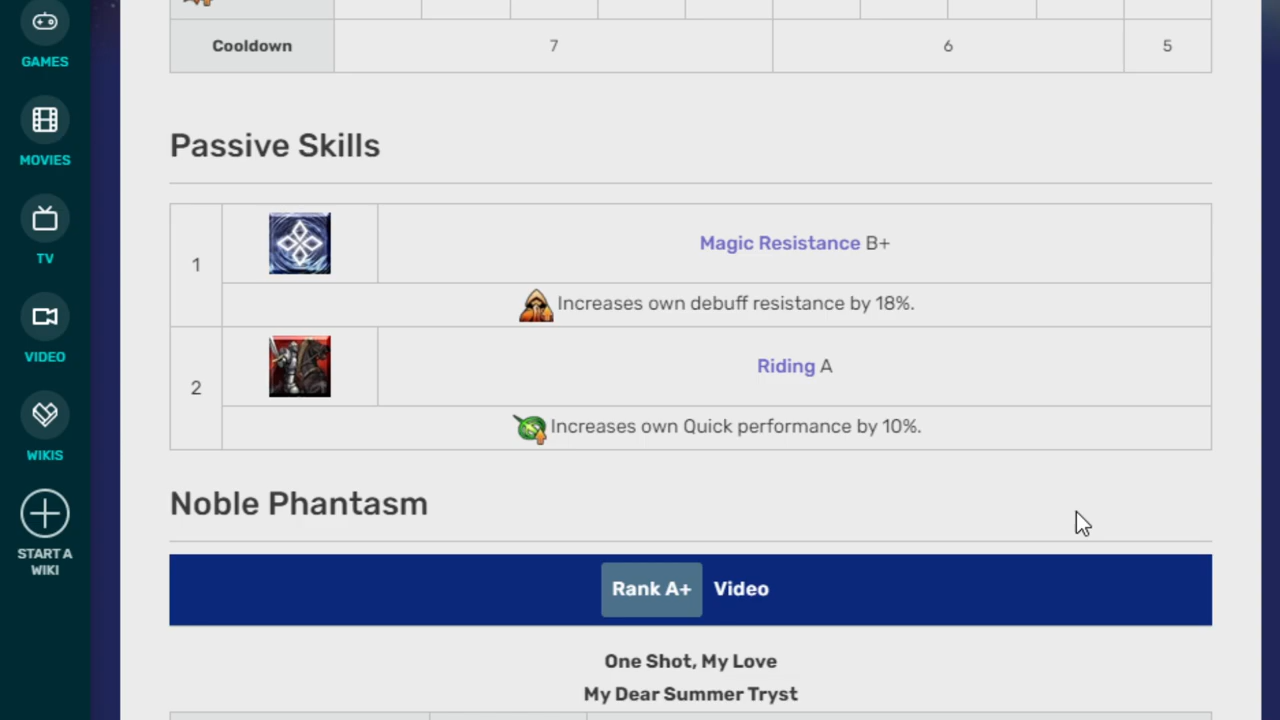 GAMES
MOVIES
TV
VIDEO
WIKIS
START A
WIKI
Cooldown 7 6 5
Passive Skills
1 Magic Resistance B+
Increases own debuff resistance by 18%.
2 Riding A
Increases own Quick performance by 10%.
Noble Phantasm
Rank A+ Video
One Shot, My Love
My Dear Summer Tryst